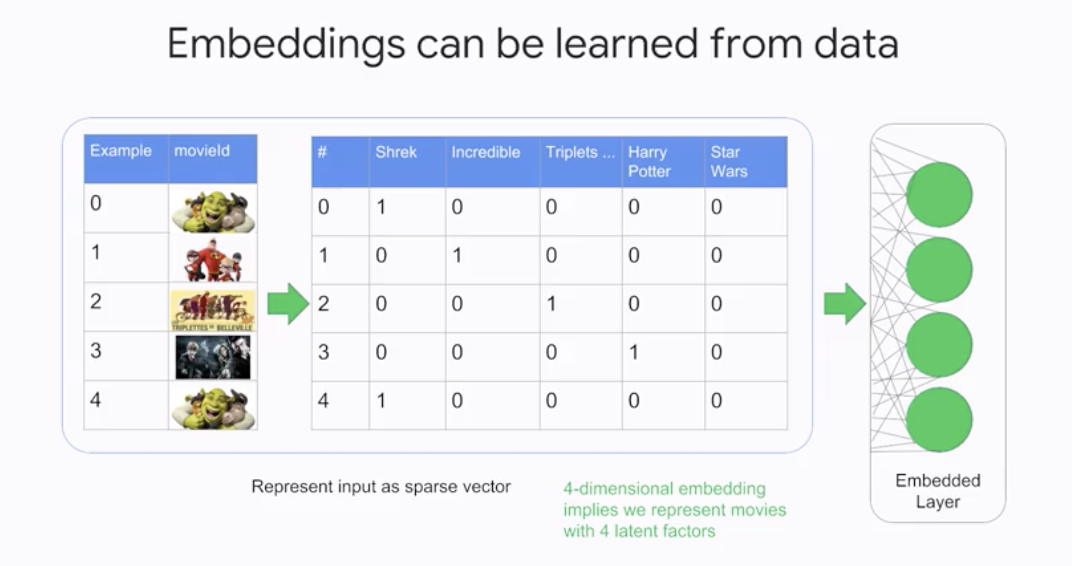 Embeddings can be learned from data
Example movieId
0
1
2
TRIPLETTES DE BELLEVILLE
3
4
# Shrek Incredible Triplets ... Harry Potter Star Wars
0 1 0 0 0 0
1 0 1 0 0 0
2 0 0 1 0 0
3 0 0 0 1 0
4 1 0 0 0 0
Embedded
Layer
Represent input as sparse vector
4-dimensional embedding
implies we represent movies
with 4 latent factors